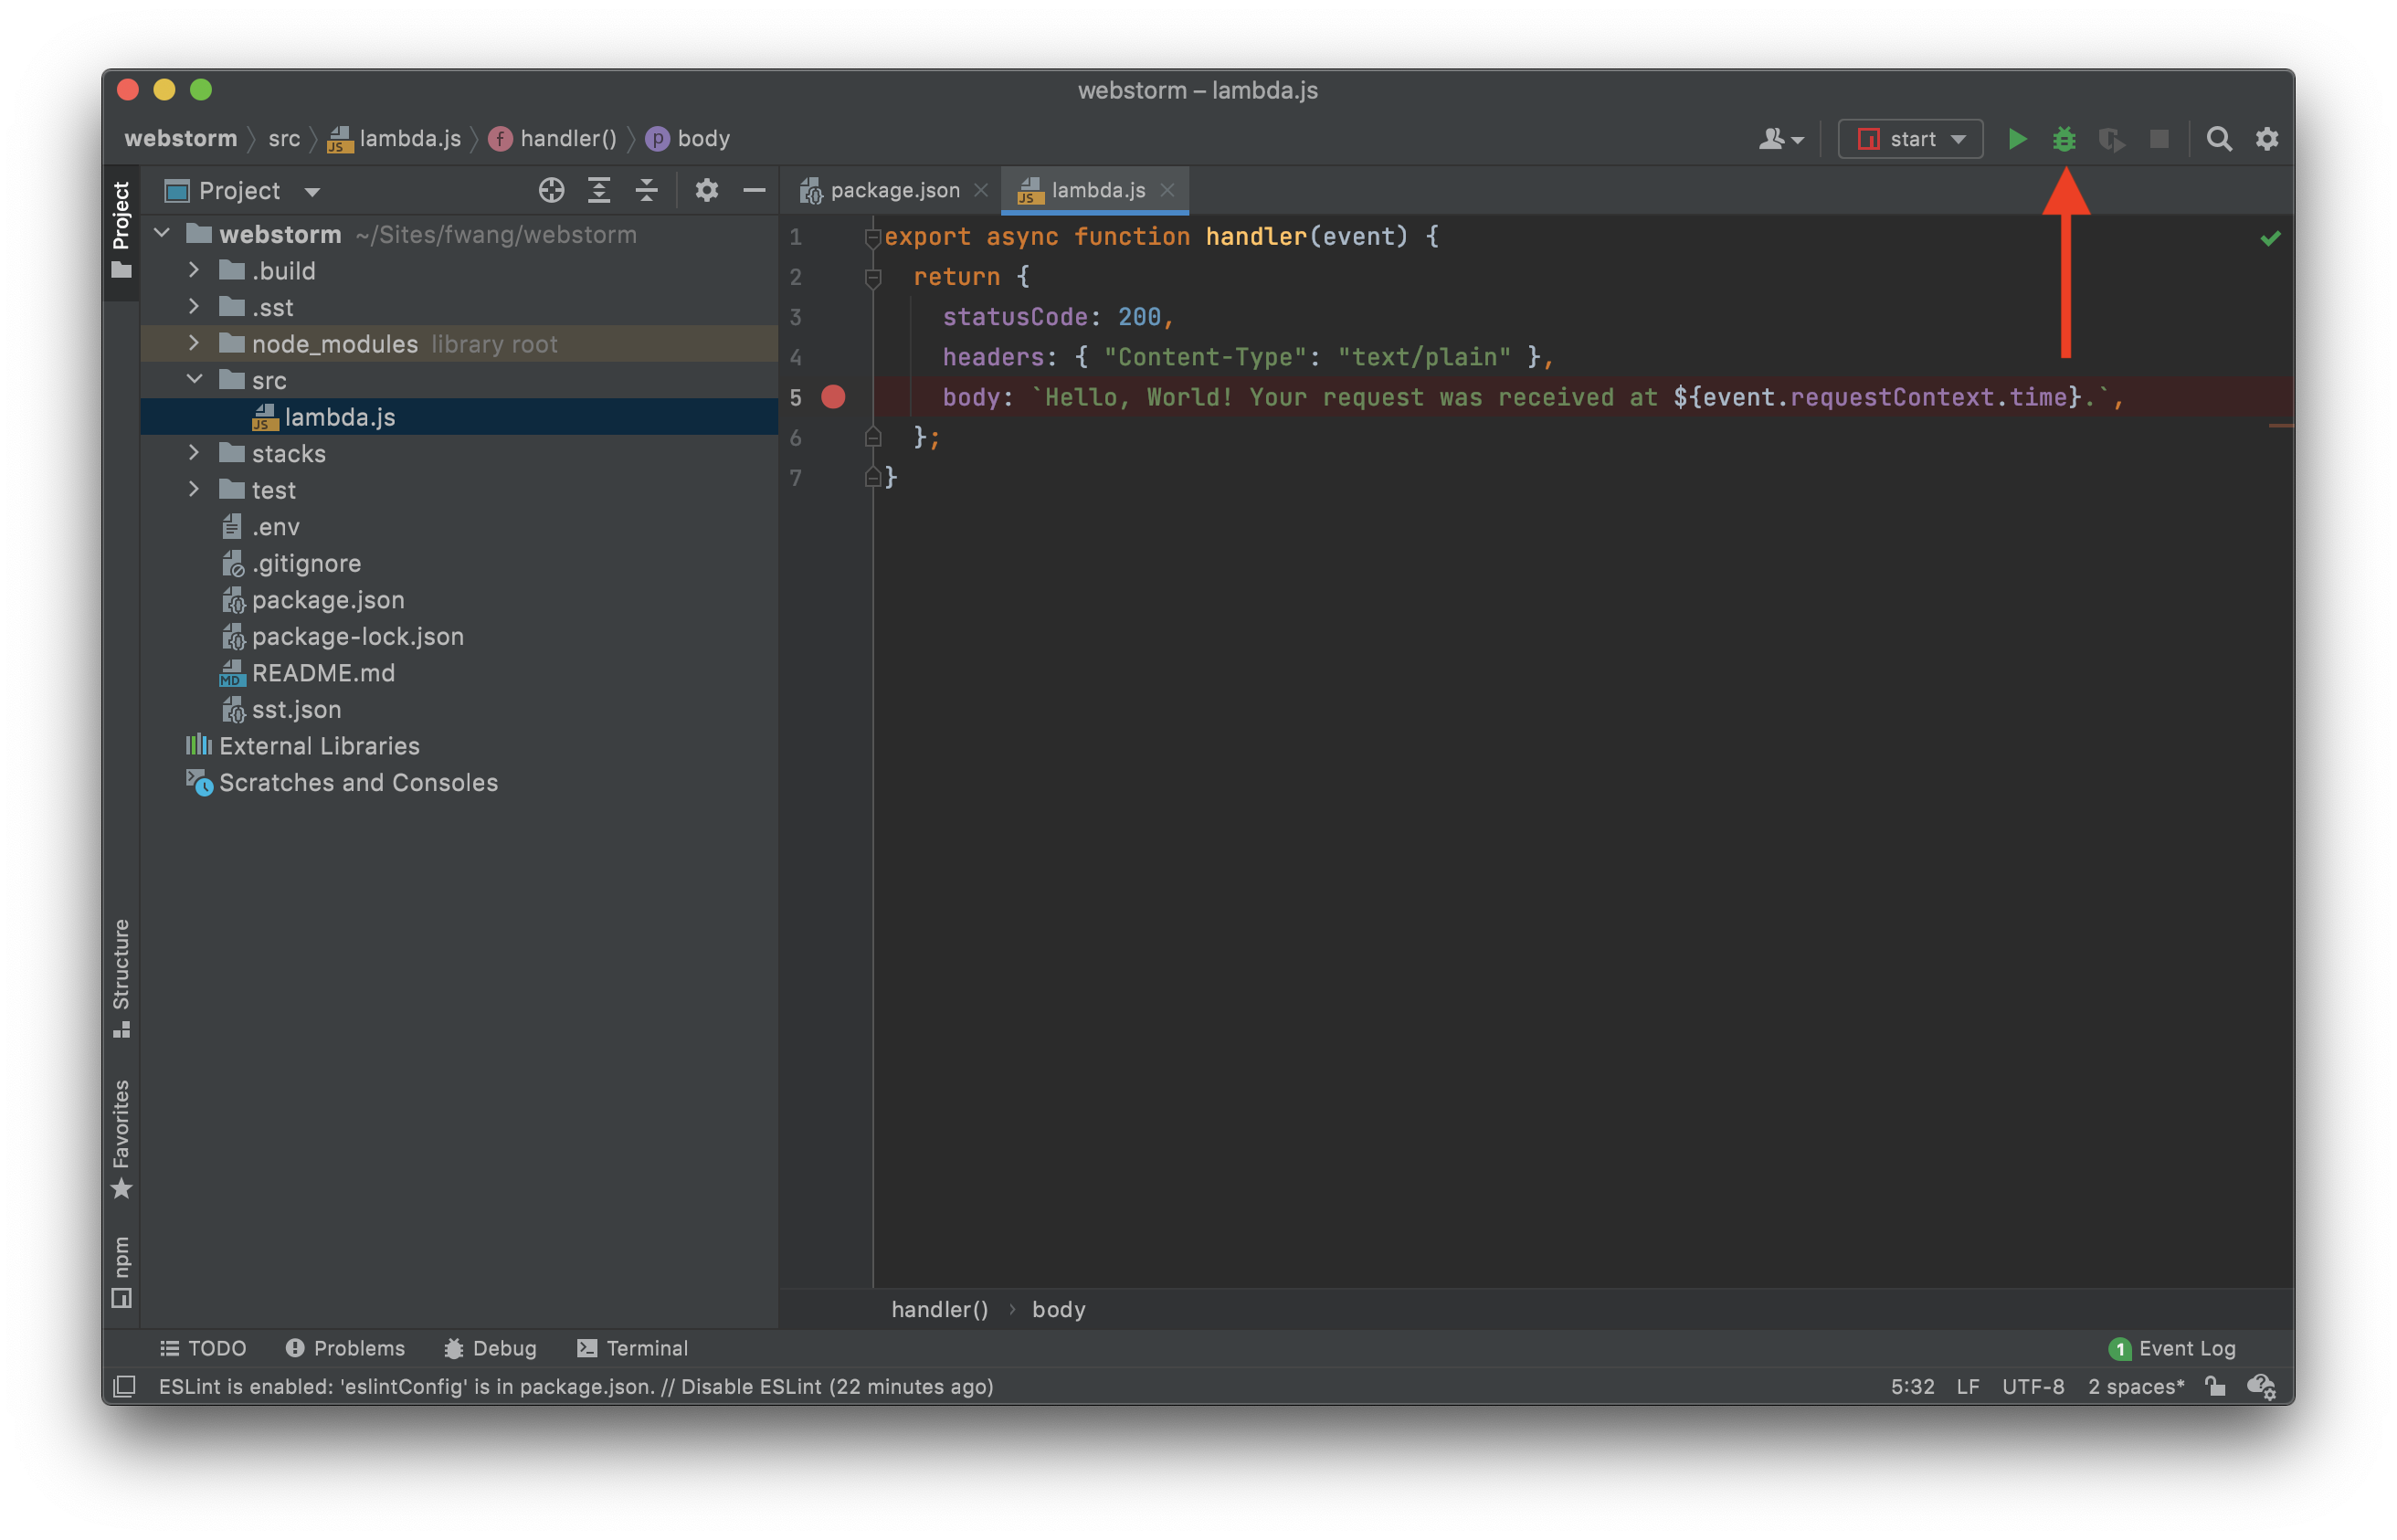 webstorm – lambda.js
webstorm src JS lambda.js f handler() p body
start
Project
package.json JS lambda.js
Project
webstorm ~/Sites/fwang/webstorm
.build
.sst
node_modules library root
src
JS lambda.js
stacks
test
.env
.gitignore
package.json
package-lock.json
MD README.md
sst.json
External Libraries
Scratches and Consoles
Structure
Favorites
npm
1 export async function handler(event) {
2 return {
3 statusCode: 200,
4 headers: { "Content-Type": "text/plain" },
5 body: `Hello, World! Your request was received at ${event.requestContext.time}.`,
6 };
7 }
handler() › body
TODO Problems Debug Terminal 1 Event Log
ESLint is enabled: 'eslintConfig' is in package.json. // Disable ESLint (22 minutes ago) 5:32 LF UTF-8 2 spaces*